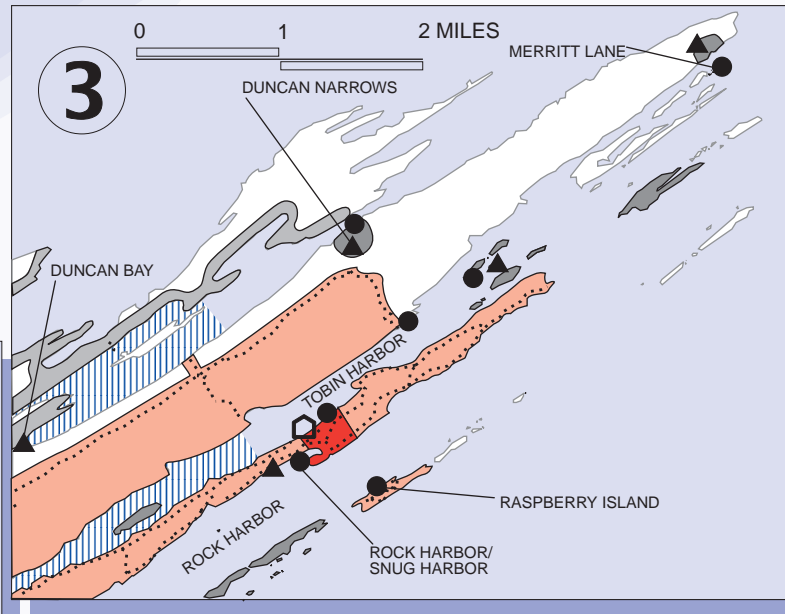 0 1 2 MILES
MERRITT LANE
3
DUNCAN NARROWS
DUNCAN BAY
TOBIN HARBOR
RASPBERRY ISLAND
ROCK HARBOR
ROCK HARBOR/
SNUG HARBOR